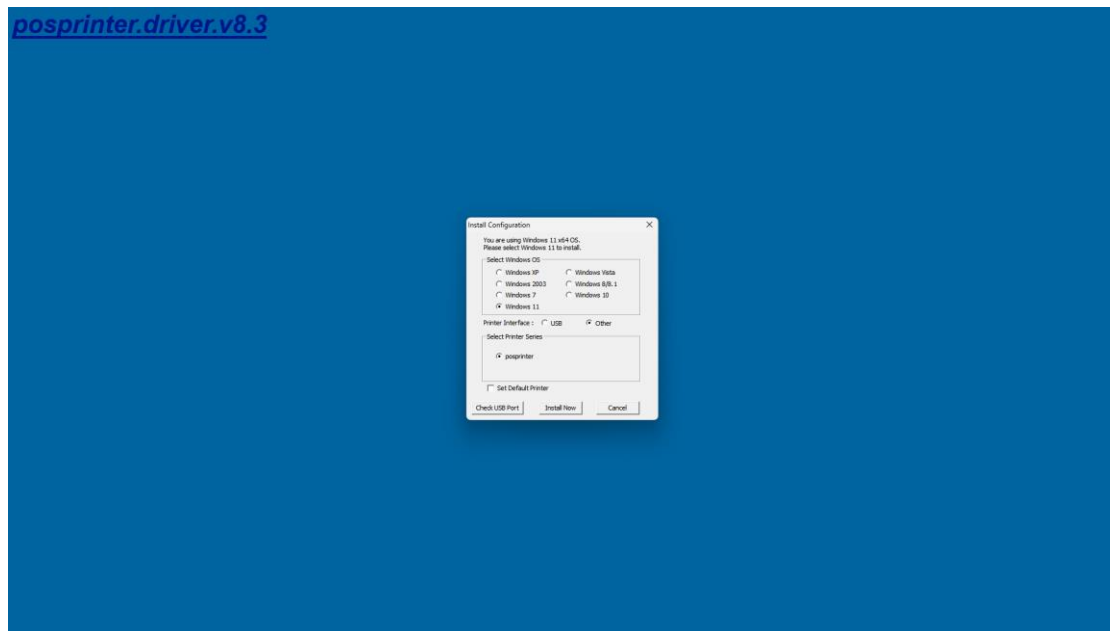 posprinter.driver.v8.3
Install Configuration
You are using Windows 11 x64 OS.
Please select Windows 11 to install.
Select Windows OS
Windows XP Windows Vista
Windows 2003 Windows 8/8.1
Windows 7 Windows 10
Windows 11
Printer Interface : USB Other
Select Printer Series
posprinter
Set Default Printer
Check USB Port Install Now Cancel